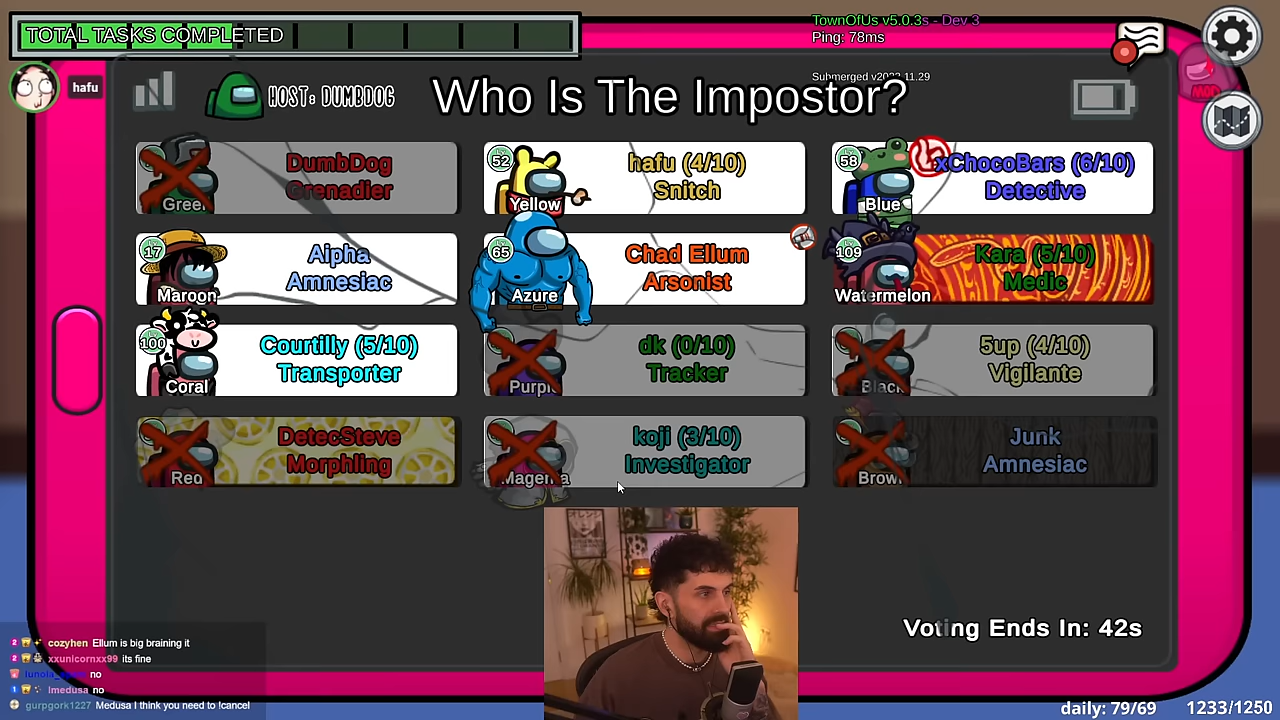 TOTAL TASKS COMPLETED
TownOfUs v5.0.3s - Dev 3
Ping: 78ms
hafu
HOST: DUMBDOG
Who Is The Impostor?
MOD
DumbDog
Grenadier
Green
52
hafu (4/10)
Snitch
Yellow
58
xChocoBars (6/10)
Detective
Blue
17
Aipha
Amnesiac
Maroon
65
Chad Ellum
Arsonist
Azure
109
Kara (5/10)
Medic
Watermelon
100
Courtilly (5/10)
Transporter
Coral
dk (0/10)
Tracker
Purple
5up (4/10)
Vigilante
Black
DetecSteve
Morphling
Red
koji (3/10)
Investigator
Magenta
Junk
Amnesiac
Brown
Voting Ends In: 42s
cozyhen Ellum is big braining it
xxunicornxx99 its fine
no
lmedusa no
gurpgork1227 Medusa I think you need to !cancel
daily: 79/69
1233/1250